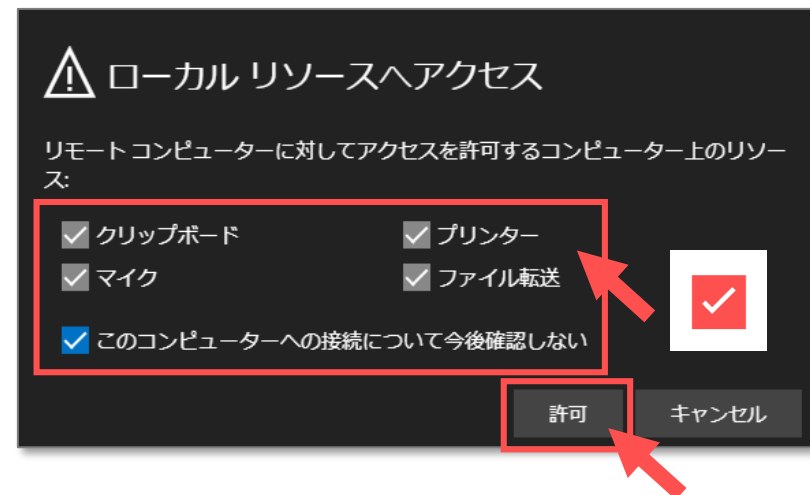 ローカル リソースへアクセス
リモート コンピューターに対してアクセスを許可するコンピューター上のリソー
ス:
クリップボード プリンター
マイク ファイル転送
このコンピューターへの接続について今後確認しない
許可 キャンセル